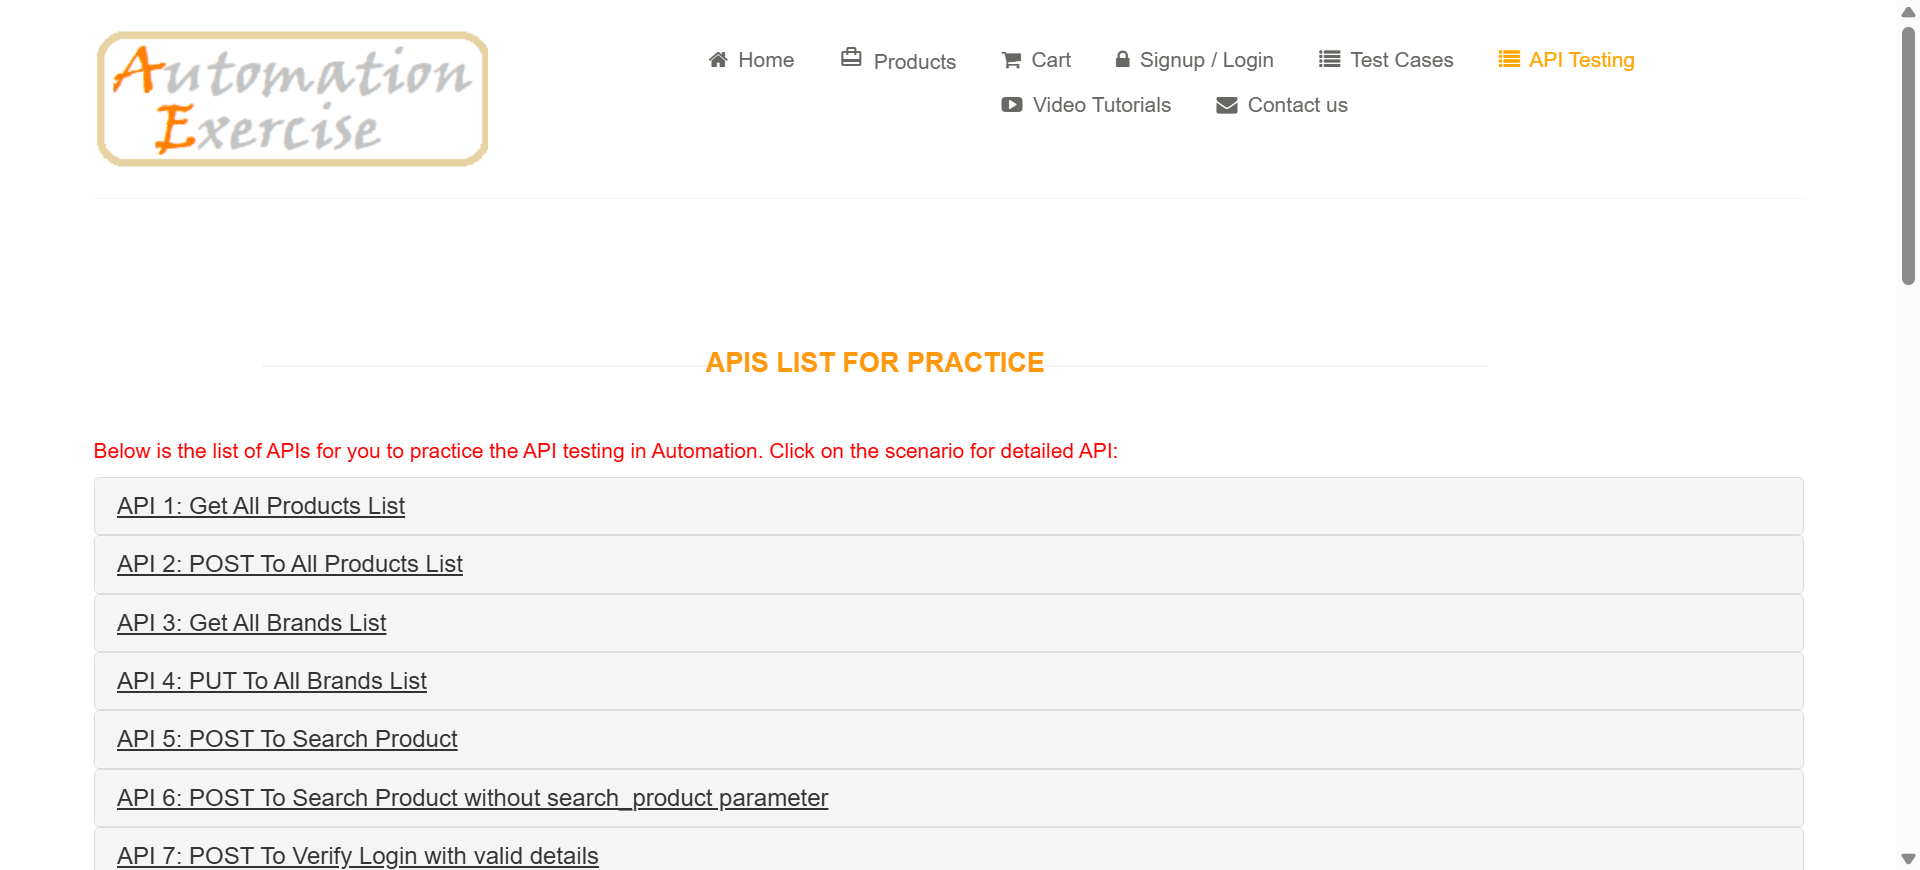 Automation
Exercise
Home Products Cart Signup / Login Test Cases API Testing
Video Tutorials Contact us
APIS LIST FOR PRACTICE
Below is the list of APIs for you to practice the API testing in Automation. Click on the scenario for detailed API:
API 1: Get All Products List
API 2: POST To All Products List
API 3: Get All Brands List
API 4: PUT To All Brands List
API 5: POST To Search Product
API 6: POST To Search Product without search_product parameter
API 7: POST To Verify Login with valid details